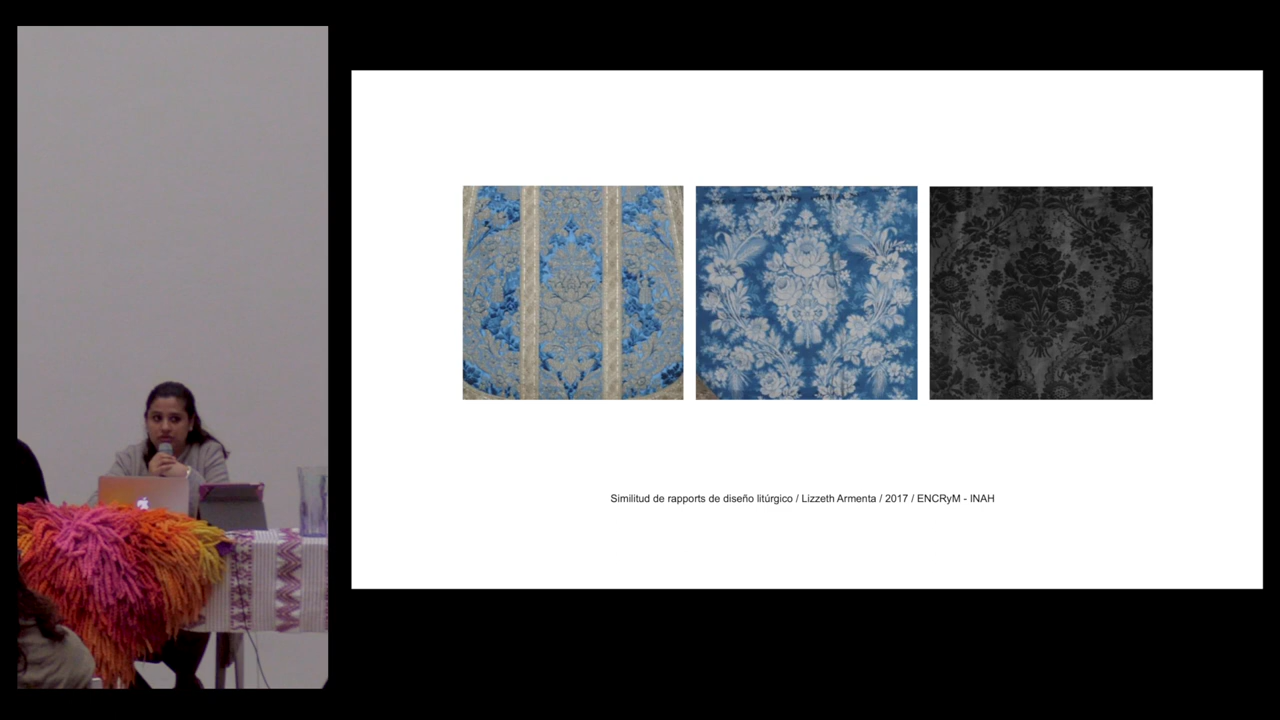 Similitud de rapports de diseño litúrgico / Lizzeth Armenta / 2017 / ENCRyM - INAH